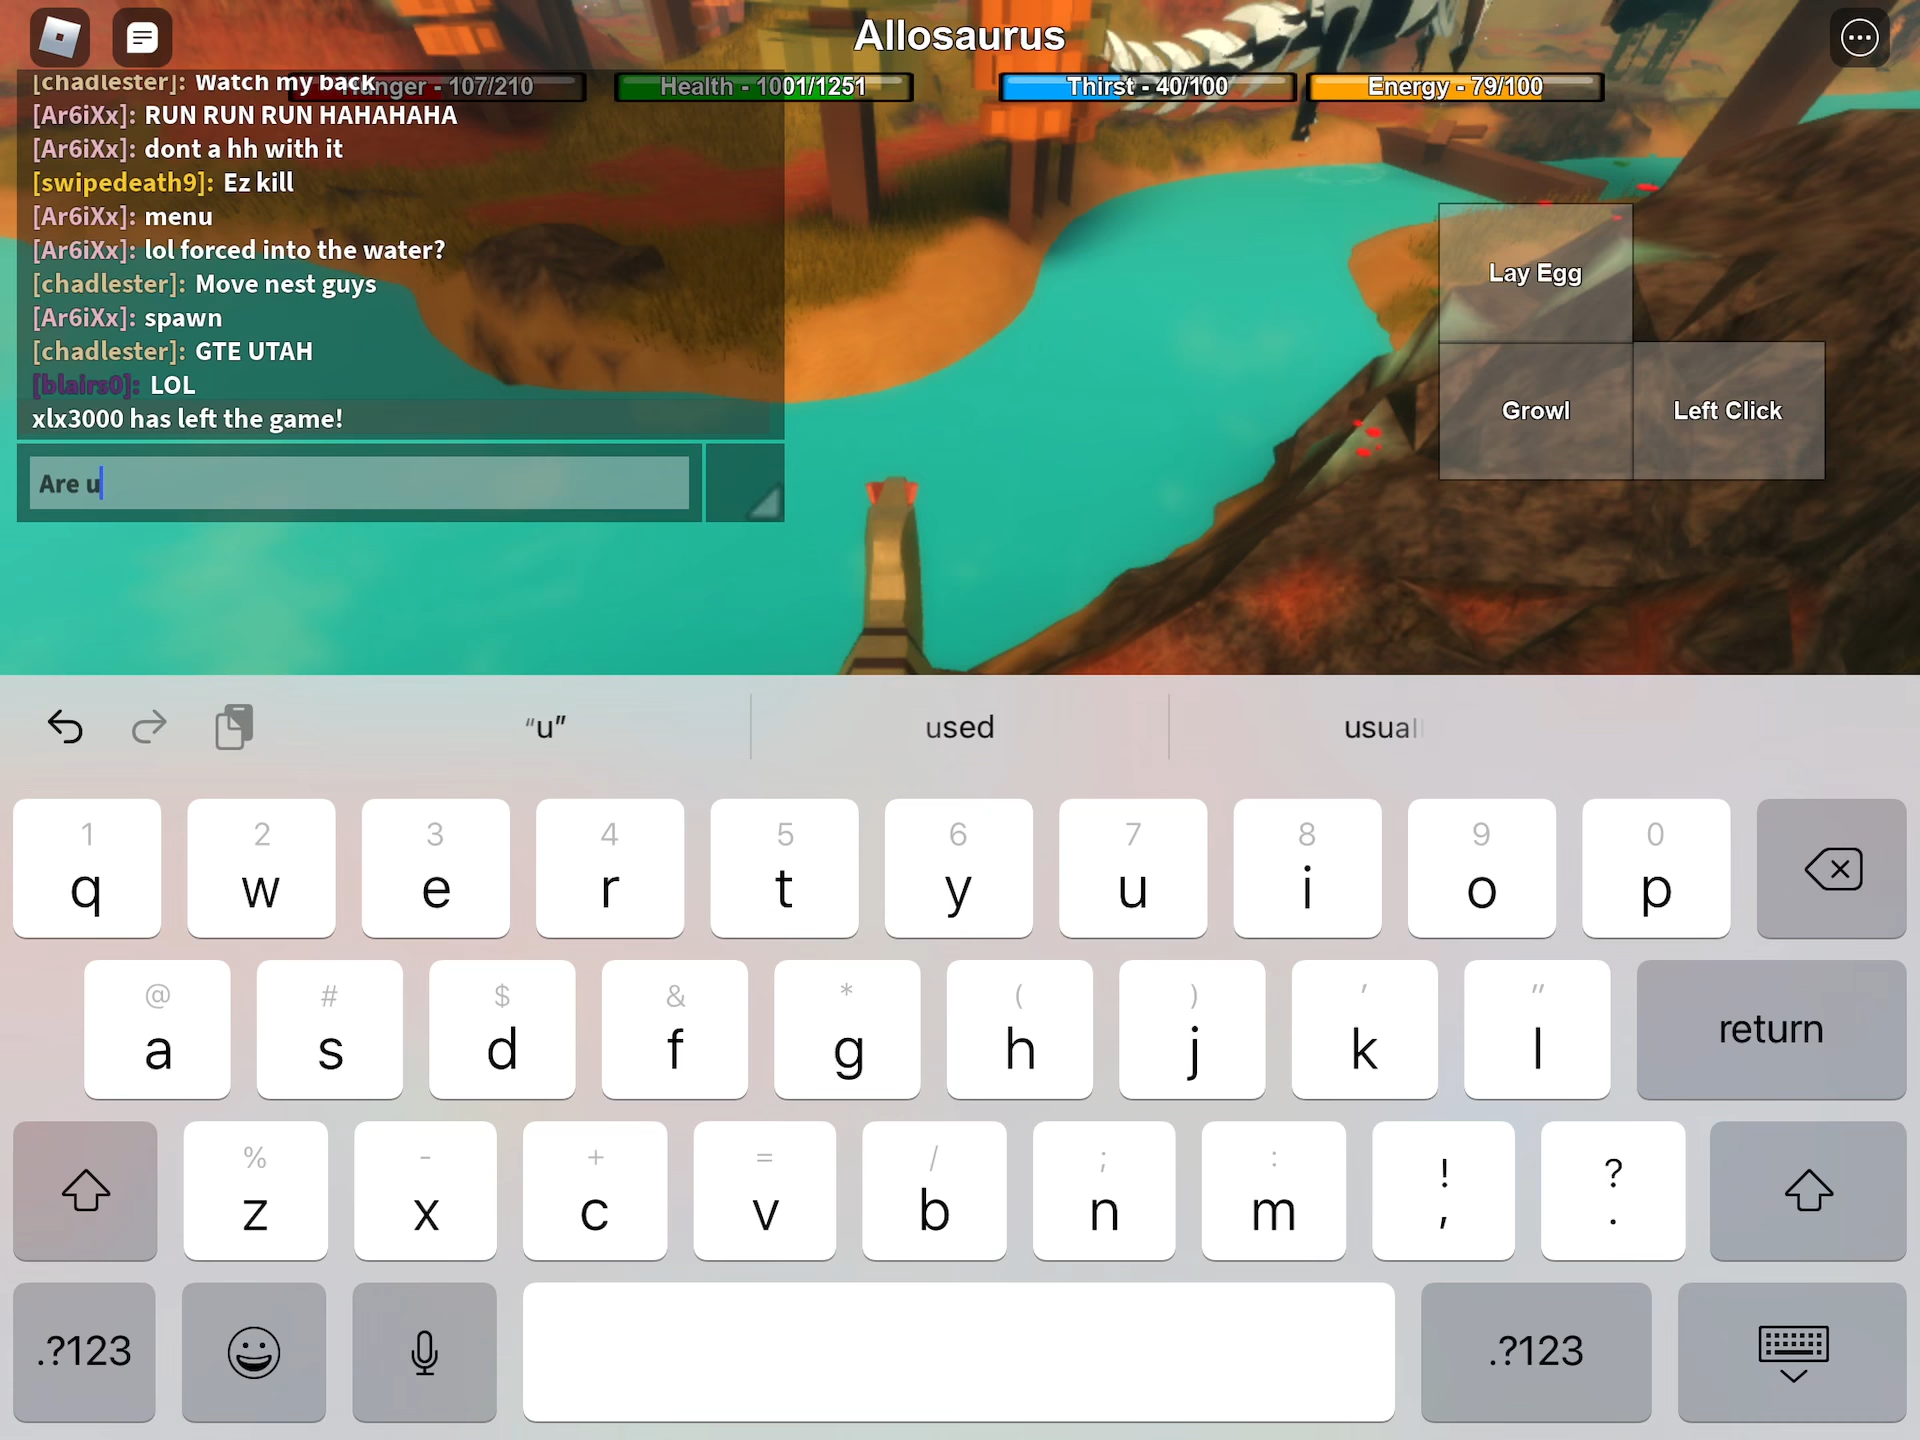 Allosaurus
Hunger - 107/210
Health - 1001/1251
Thirst - 40/100
Energy - 79/100
[chadlester]: Watch my back
[Ar6iXx]: RUN RUN RUN HAHAHAHA
[Ar6iXx]: dont a hh with it
[swipedeath9]: Ez kill
[Ar6iXx]: menu
[Ar6iXx]: lol forced into the water?
[chadlester]: Move nest guys
[Ar6iXx]: spawn
[chadlester]: GTE UTAH
[blairs0]: LOL
xlx3000 has left the game!
Are u
Lay Egg
Growl
Left Click
“u” used usual
1 2 3 4 5 6 7 8 9 0
q w e r t y u i o p
@ # $ & * ( ) ' "
a s d f g h j k l return
% - + = / ; : ! ?
z x c v b n m , .
.?123 .?123